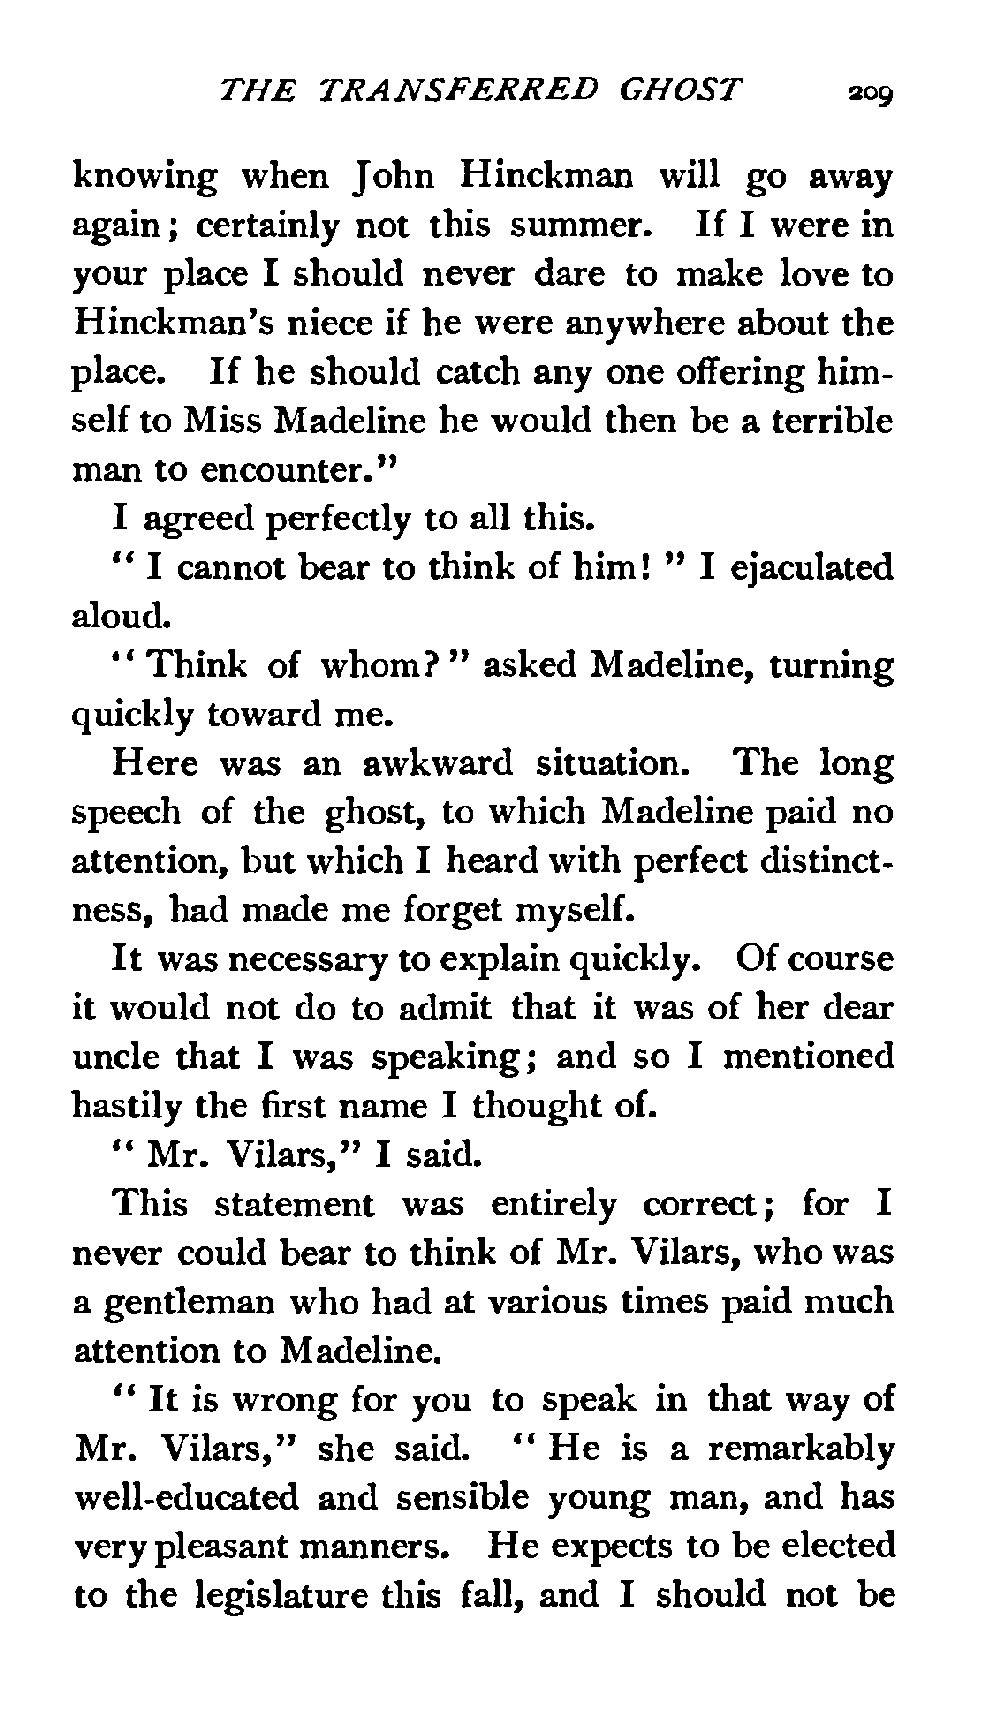 THE TRANSFERRED GHOST 209
knowing when John Hinckman will go away
again; certainly not this summer. If I were in
your place I should never dare to make love to
Hinckman's niece if he were anywhere about the
place. If he should catch any one offering him-
self to Miss Madeline he would then be a terrible
man to encounter."
I agreed perfectly to all this.
"I cannot bear to think of him!" I ejaculated
aloud.
"Think of whom?" asked Madeline, turning
quickly toward me.
Here was an awkward situation. The long
speech of the ghost, to which Madeline paid no
attention, but which I heard with perfect distinct-
ness, had made me forget myself.
It was necessary to explain quickly. Of course
it would not do to admit that it was of her dear
uncle that I was speaking; and so I mentioned
hastily the first name I thought of.
"Mr. Vilars," I said.
This statement was entirely correct; for I
never could bear to think of Mr. Vilars, who was
a gentleman who had at various times paid much
attention to Madeline.
"It is wrong for you to speak in that way of
Mr. Vilars," she said. "He is a remarkably
well-educated and sensible young man, and has
very pleasant manners. He expects to be elected
to the legislature this fall, and I should not be